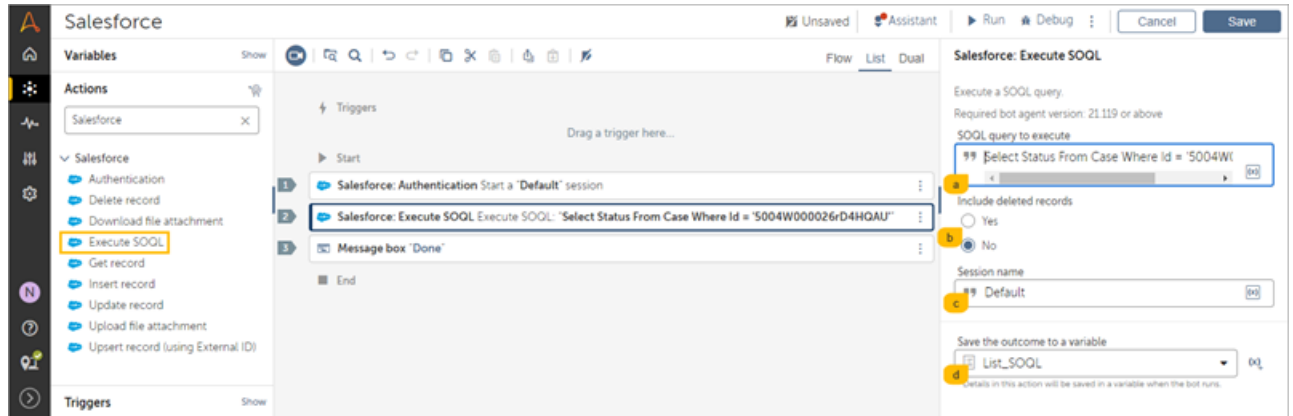 Salesforce
Unsaved
Assistant
Run
Debug
Cancel
Save
Variables
Show
Flow
List
Dual
Salesforce: Execute SOQL
Actions
Salesforce
Salesforce
Authentication
Delete record
Download file attachment
Execute SOQL
Get record
Insert record
Update record
Upload file attachment
Upsert record (using External ID)
Triggers
Show
N
Triggers
Drag a trigger here...
Start
1 Salesforce: Authentication Start a "Default" session
2 Salesforce: Execute SOQL Execute SOQL: "Select Status From Case Where Id = '5004W000026rD4HQAU'"
3 Message box "Done"
End
Execute a SOQL query.
Required bot agent version: 21.119 or above
SOQL query to execute
Select Status From Case Where Id = '5004W(
(x)
a
Include deleted records
Yes
b
No
Session name
Default
(x)
c
Save the outcome to a variable
List_SOQL
(x)
d
Details in this action will be saved in a variable when the bot runs.